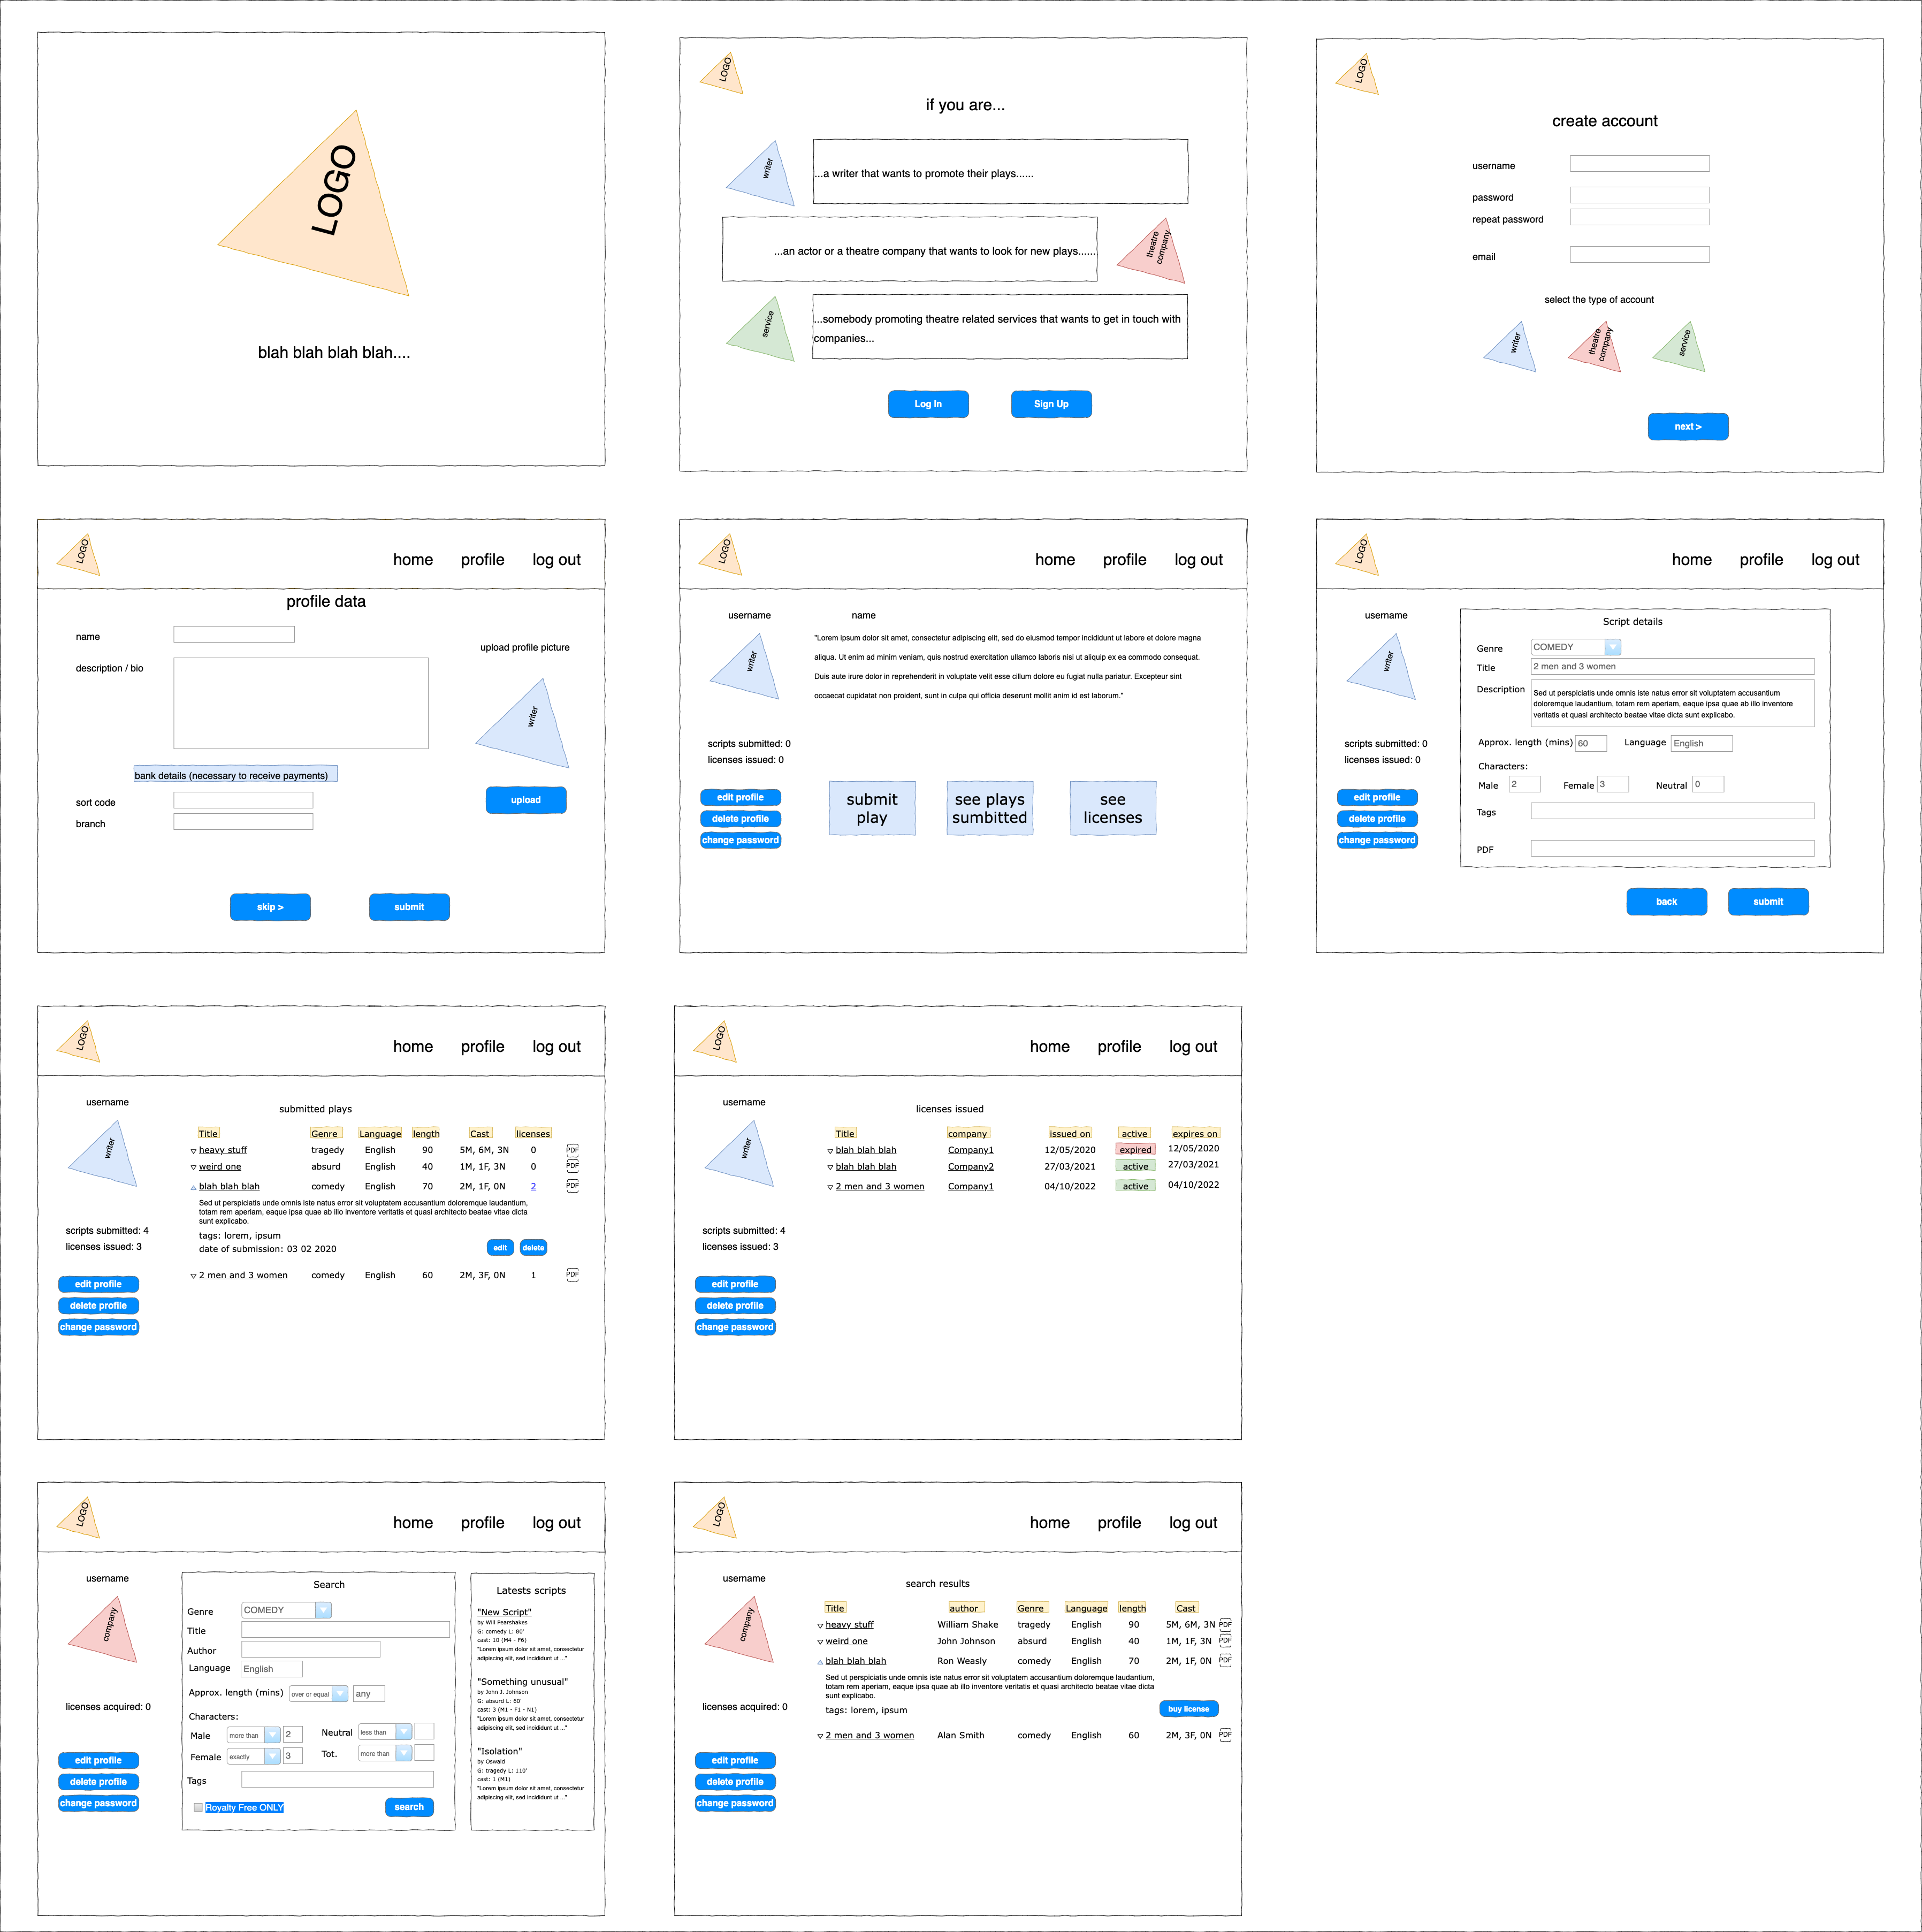 LOGO
blah blah blah blah....
LOGO
if you are...
writer
...a writer that wants to promote their plays......
...an actor or a theatre company that wants to look for new plays......
theatre
company
service
...somebody promoting theatre related services that wants to get in touch with
companies...
Log In
Sign Up
LOGO
create account
username
password
repeat password
email
select the type of account
writer
theatre
company
service
next >
LOGO
home profile log out
profile data
name
upload profile picture
description / bio
writer
bank details (necessary to receive payments)
sort code
upload
branch
skip >
submit
LOGO
home profile log out
username
name
writer
"Lorem ipsum dolor sit amet, consectetur adipiscing elit, sed do eiusmod tempor incididunt ut labore et dolore magna
aliqua. Ut enim ad minim veniam, quis nostrud exercitation ullamco laboris nisi ut aliquip ex ea commodo consequat.
Duis aute irure dolor in reprehenderit in voluptate velit esse cillum dolore eu fugiat nulla pariatur. Excepteur sint
occaecat cupidatat non proident, sunt in culpa qui officia deserunt mollit anim id est laborum."
scripts submitted: 0
licenses issued: 0
edit profile
delete profile
change password
submit
play
see plays
sumbitted
see
licenses
LOGO
home profile log out
username
writer
scripts submitted: 0
licenses issued: 0
edit profile
delete profile
change password
Script details
Genre COMEDY
Title 2 men and 3 women
Description
Sed ut perspiciatis unde omnis iste natus error sit voluptatem accusantium
doloremque laudantium, totam rem aperiam, eaque ipsa quae ab illo inventore
veritatis et quasi architecto beatae vitae dicta sunt explicabo.
Approx. length (mins) 60 Language English
Characters:
Male 2 Female 3 Neutral 0
Tags
PDF
back
submit
LOGO
home profile log out
username
writer
scripts submitted: 4
licenses issued: 3
edit profile
delete profile
change password
submitted plays
Title Genre Language length Cast licenses
heavy stuff tragedy English 90 5M, 6M, 3N 0 PDF
weird one absurd English 40 1M, 1F, 3N 0 PDF
blah blah blah comedy English 70 2M, 1F, 0N 2 PDF
Sed ut perspiciatis unde omnis iste natus error sit voluptatem accusantium doloremque laudantium,
totam rem aperiam, eaque ipsa quae ab illo inventore veritatis et quasi architecto beatae vitae dicta
sunt explicabo.
tags: lorem, ipsum
date of submission: 03 02 2020
edit
delete
2 men and 3 women comedy English 60 2M, 3F, 0N 1 PDF
LOGO
home profile log out
username
writer
scripts submitted: 4
licenses issued: 3
edit profile
delete profile
change password
licenses issued
Title company issued on active expires on
blah blah blah Company1 12/05/2020 expired 12/05/2020
blah blah blah Company2 27/03/2021 active 27/03/2021
2 men and 3 women Company1 04/10/2022 active 04/10/2022
LOGO
home profile log out
username
company
licenses acquired: 0
edit profile
delete profile
change password
Search
Genre COMEDY
Title
Author
Language English
Approx. length (mins) over or equal any
Characters:
Male more than 2 Neutral less than
Female exactly 3 Tot. more than
Tags
Royalty Free ONLY
search
Latests scripts
"New Script"
by Will Pearshakes
G: comedy L: 80'
cast: 10 (M4 - F6)
"Lorem ipsum dolor sit amet, consectetur
adipiscing elit, sed incididunt ut ..."
"Something unusual"
by John J. Johnson
G: absurd L: 60'
cast: 3 (M1 - F1 - N1)
"Lorem ipsum dolor sit amet, consectetur
adipiscing elit, sed incididunt ut ..."
"Isolation"
by Oswald
G: tragedy L: 110'
cast: 1 (M1)
"Lorem ipsum dolor sit amet, consectetur
adipiscing elit, sed incididunt ut ..."
LOGO
home profile log out
username
company
licenses acquired: 0
edit profile
delete profile
change password
search results
Title author Genre Language length Cast
heavy stuff William Shake tragedy English 90 5M, 6M, 3N PDF
weird one John Johnson absurd English 40 1M, 1F, 3N PDF
blah blah blah Ron Weasly comedy English 70 2M, 1F, 0N PDF
Sed ut perspiciatis unde omnis iste natus error sit voluptatem accusantium doloremque laudantium,
totam rem aperiam, eaque ipsa quae ab illo inventore veritatis et quasi architecto beatae vitae dicta
sunt explicabo.
tags: lorem, ipsum
buy license
2 men and 3 women Alan Smith comedy English 60 2M, 3F, 0N PDF